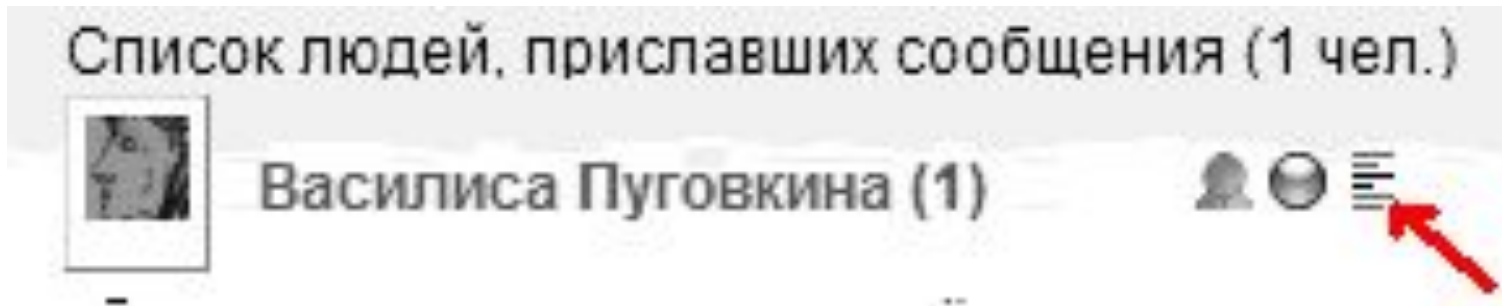 Список людей, приславших сообщения (1 чел.)
Василиса Пуговкина (1)